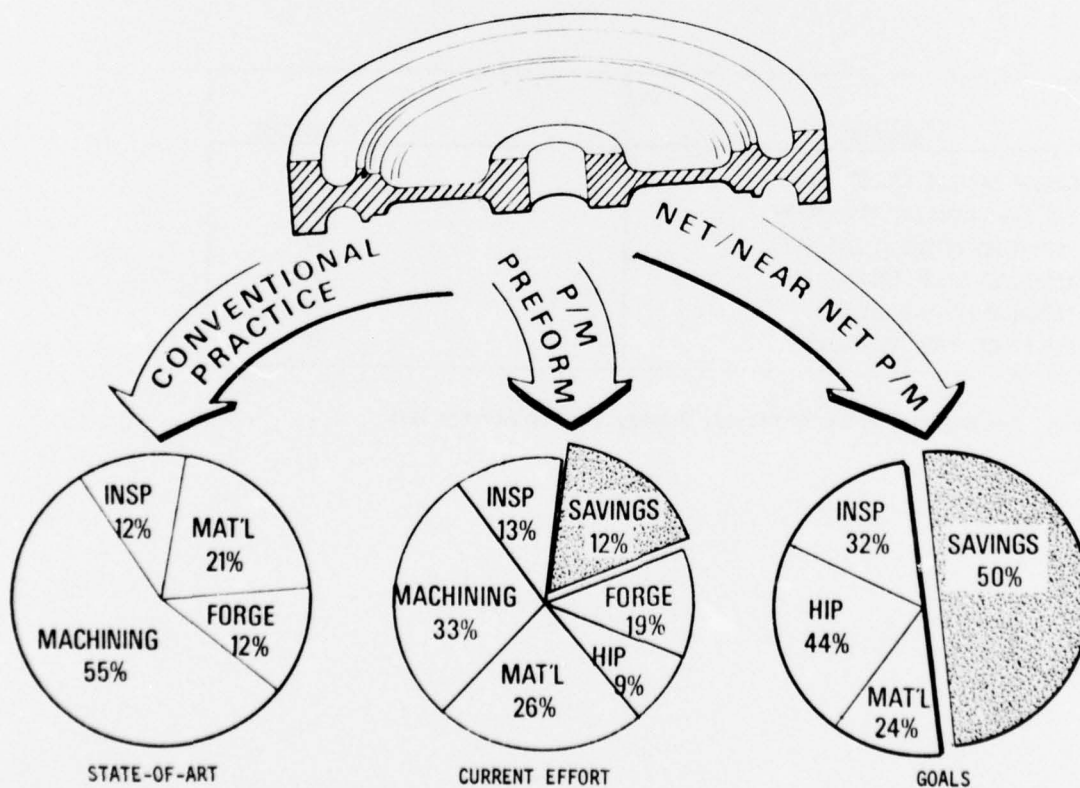 CONVENTIONAL
PRACTICE
P/M
PREFORM
NET/NEAR NET P/M
INSP
12%
MAT'L
21%
FORGE
12%
MACHINING
55%
STATE-OF-ART
INSP
13%
SAVINGS
12%
FORGE
19%
HIP
9%
MAT'L
26%
MACHINING
33%
CURRENT EFFORT
INSP
32%
SAVINGS
50%
HIP
44%
MAT'L
24%
GOALS